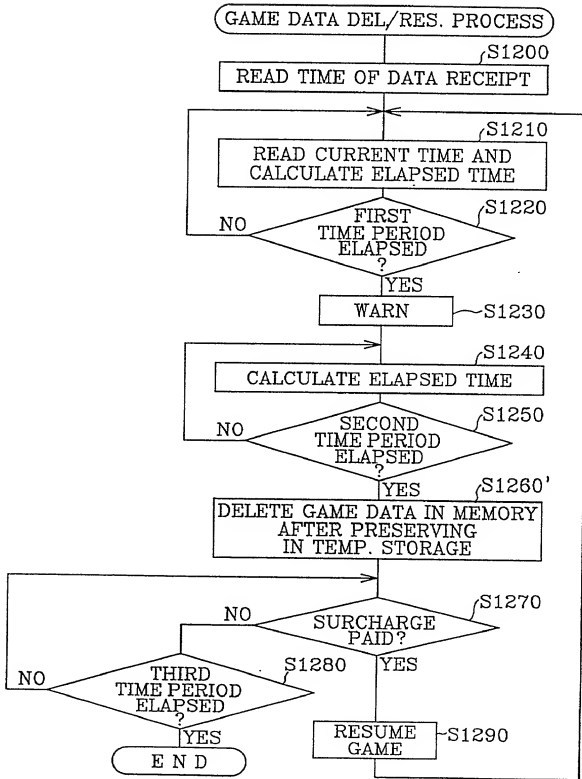 GAME DATA DEL/RES. PROCESS
S1200
READ TIME OF DATA RECEIPT
S1210
READ CURRENT TIME AND
CALCULATE ELAPSED TIME
S1220
FIRST
TIME PERIOD
ELAPSED
?
NO
YES
WARN
S1230
S1240
CALCULATE ELAPSED TIME
S1250
SECOND
TIME PERIOD
ELAPSED
?
NO
YES
S1260'
DELETE GAME DATA IN MEMORY
AFTER PRESERVING
IN TEMP. STORAGE
S1270
SURCHARGE
PAID?
NO
YES
S1280
THIRD
TIME PERIOD
ELAPSED
?
NO
YES
S1290
RESUME
GAME
END